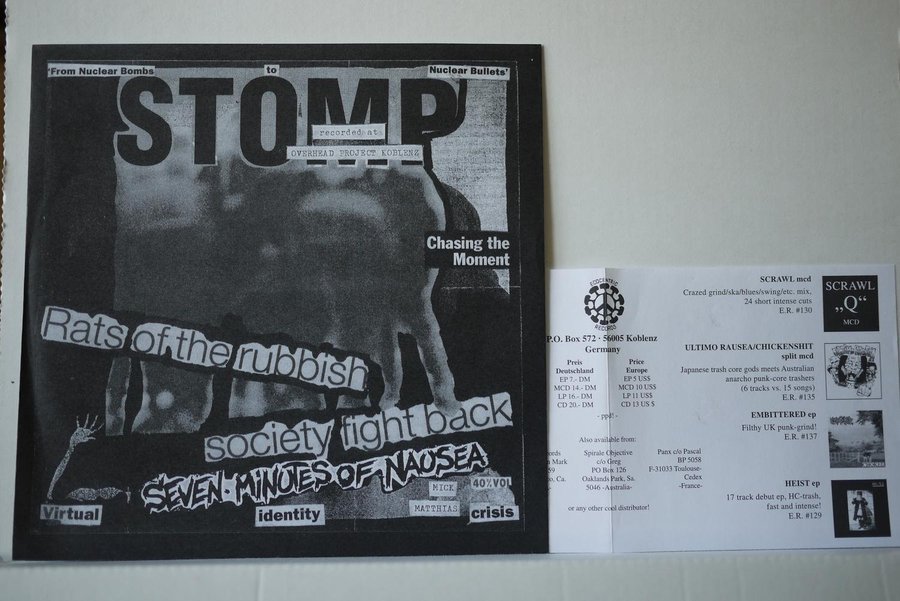 'From Nuclear Bombs to Nuclear Bullets'
STOMP
recorded at
OVERHEAD PROJECT KOBLENZ
Chasing the
Moment
Rats of the rubbish
society fight back
SEVEN MINUTES OF NAUSEA
MICK
MATTHIAS
40%VOL
Virtual identity crisis
ECOCENTRIC
RECORDS
P.O. Box 572 · 56005 Koblenz
Germany
Preis Price
Deutschland Europe
EP 7.- DM EP 5 US$
MCD 14.- DM MCD 10 US$
LP 16.- DM LP 11 US$
CD 20.- DM CD 13 US $
- ppd! -
Also available from:
Spirale Objective Panx c/o Pascal
c/o Greg BP 5058
PO Box 126 F-31033 Toulouse-
Oaklands Park, Sa. Cedex
5046 -Australia- -France-
or any other cool distributor!
SCRAWL mcd
Crazed grind/ska/blues/swing/etc. mix,
24 short intense cuts
E.R. #130
SCRAWL
„Q“
MCD
ULTIMO RAUSEA/CHICKENSHIT
split mcd
Japanese trash core gods meets Australian
anarcho punk-core trashers
(6 tracks vs. 15 songs)
E.R. #135
EMBITTERED ep
Filthy UK punk-grind!
E.R. #137
HEIST ep
17 track debut ep, HC-trash,
fast and intense!
E.R. #129